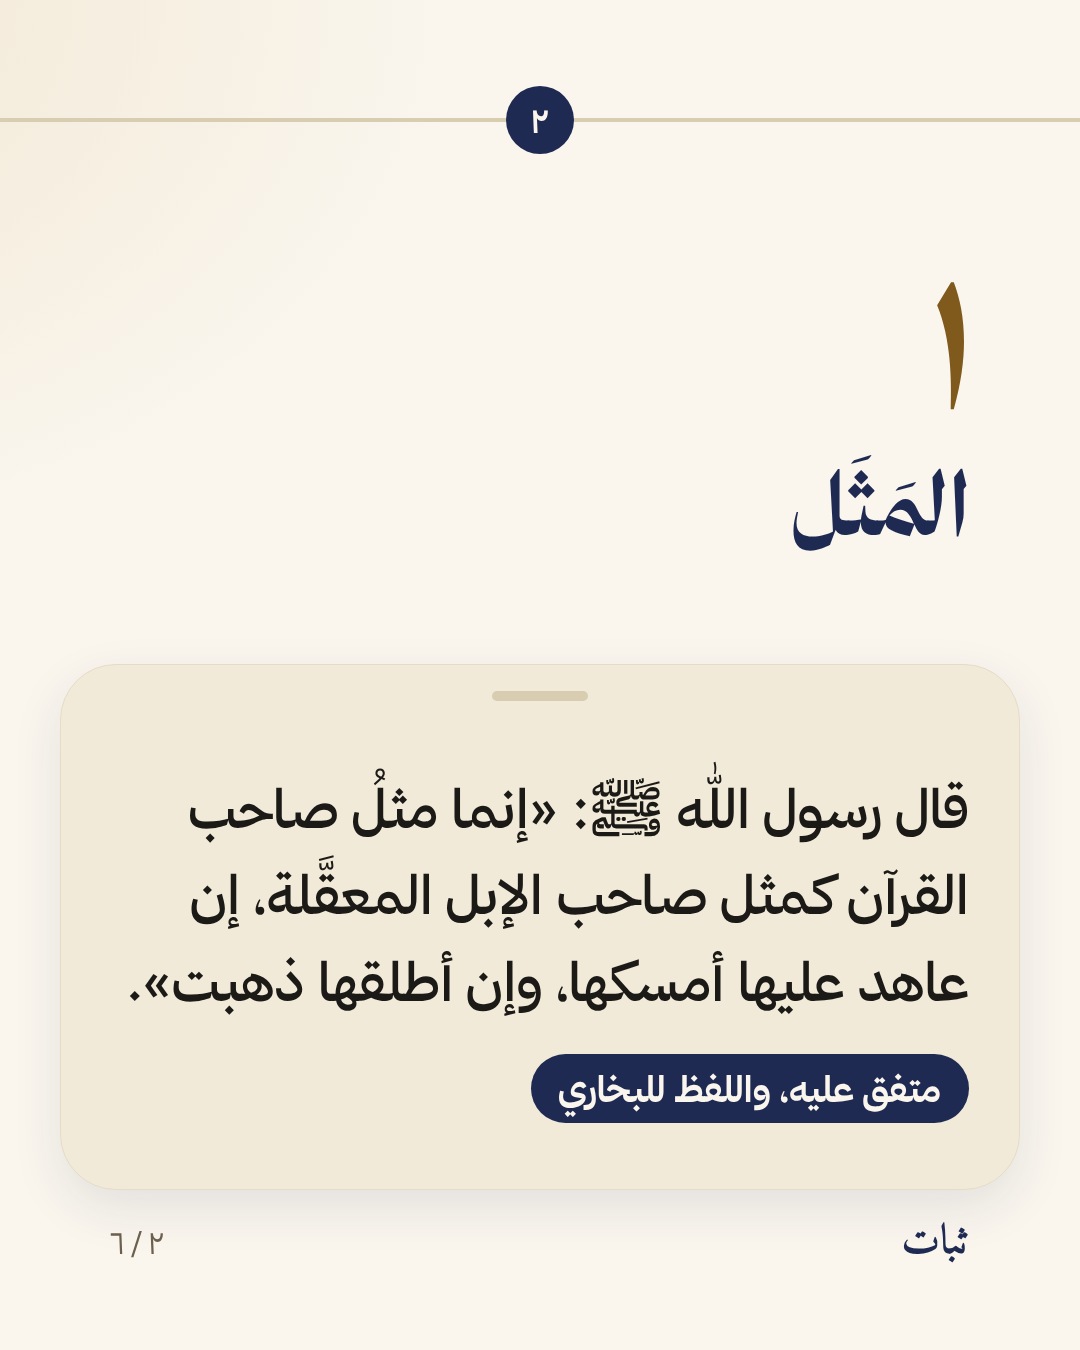 ٢
١
المَثَل
قال رسول الله ﷺ: «إنما مثلُ صاحب
القرآن كمثل صاحب الإبل المعقَّلة، إن
عاهد عليها أمسكها، وإن أطلقها ذهبت».
متفق عليه، واللفظ للبخاري
ثبات
٢ / ٦